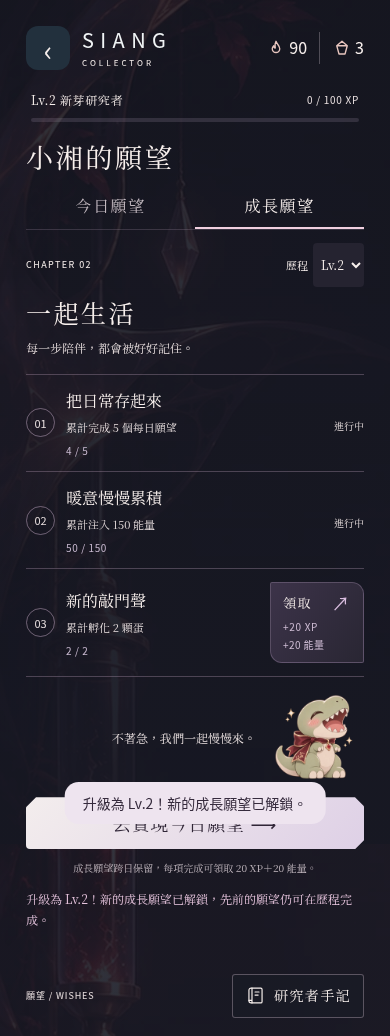 SIANG
COLLECTOR
90
3
Lv.2 新芽研究者
0 / 100 XP
小湘的願望
今日願望
成長願望
CHAPTER 02
歷程
Lv.2
一起生活
每一步陪伴，都會被好好記住。
01
把日常存起來
累計完成 5 個每日願望
4 / 5
進行中
02
暖意慢慢累積
累計注入 150 能量
50 / 150
進行中
03
新的敲門聲
累計孵化 2 顆蛋
2 / 2
領取 ↗
+20 XP
+20 能量
不著急，我們一起慢慢來。
升級為 Lv.2！新的成長願望已解鎖。
去實現今日願望 ⟶
成長願望跨日保留，每項完成可領取 20 XP＋20 能量。
升級為 Lv.2！新的成長願望已解鎖，先前的願望仍可在歷程完
成。
願望 / WISHES
研究者手記